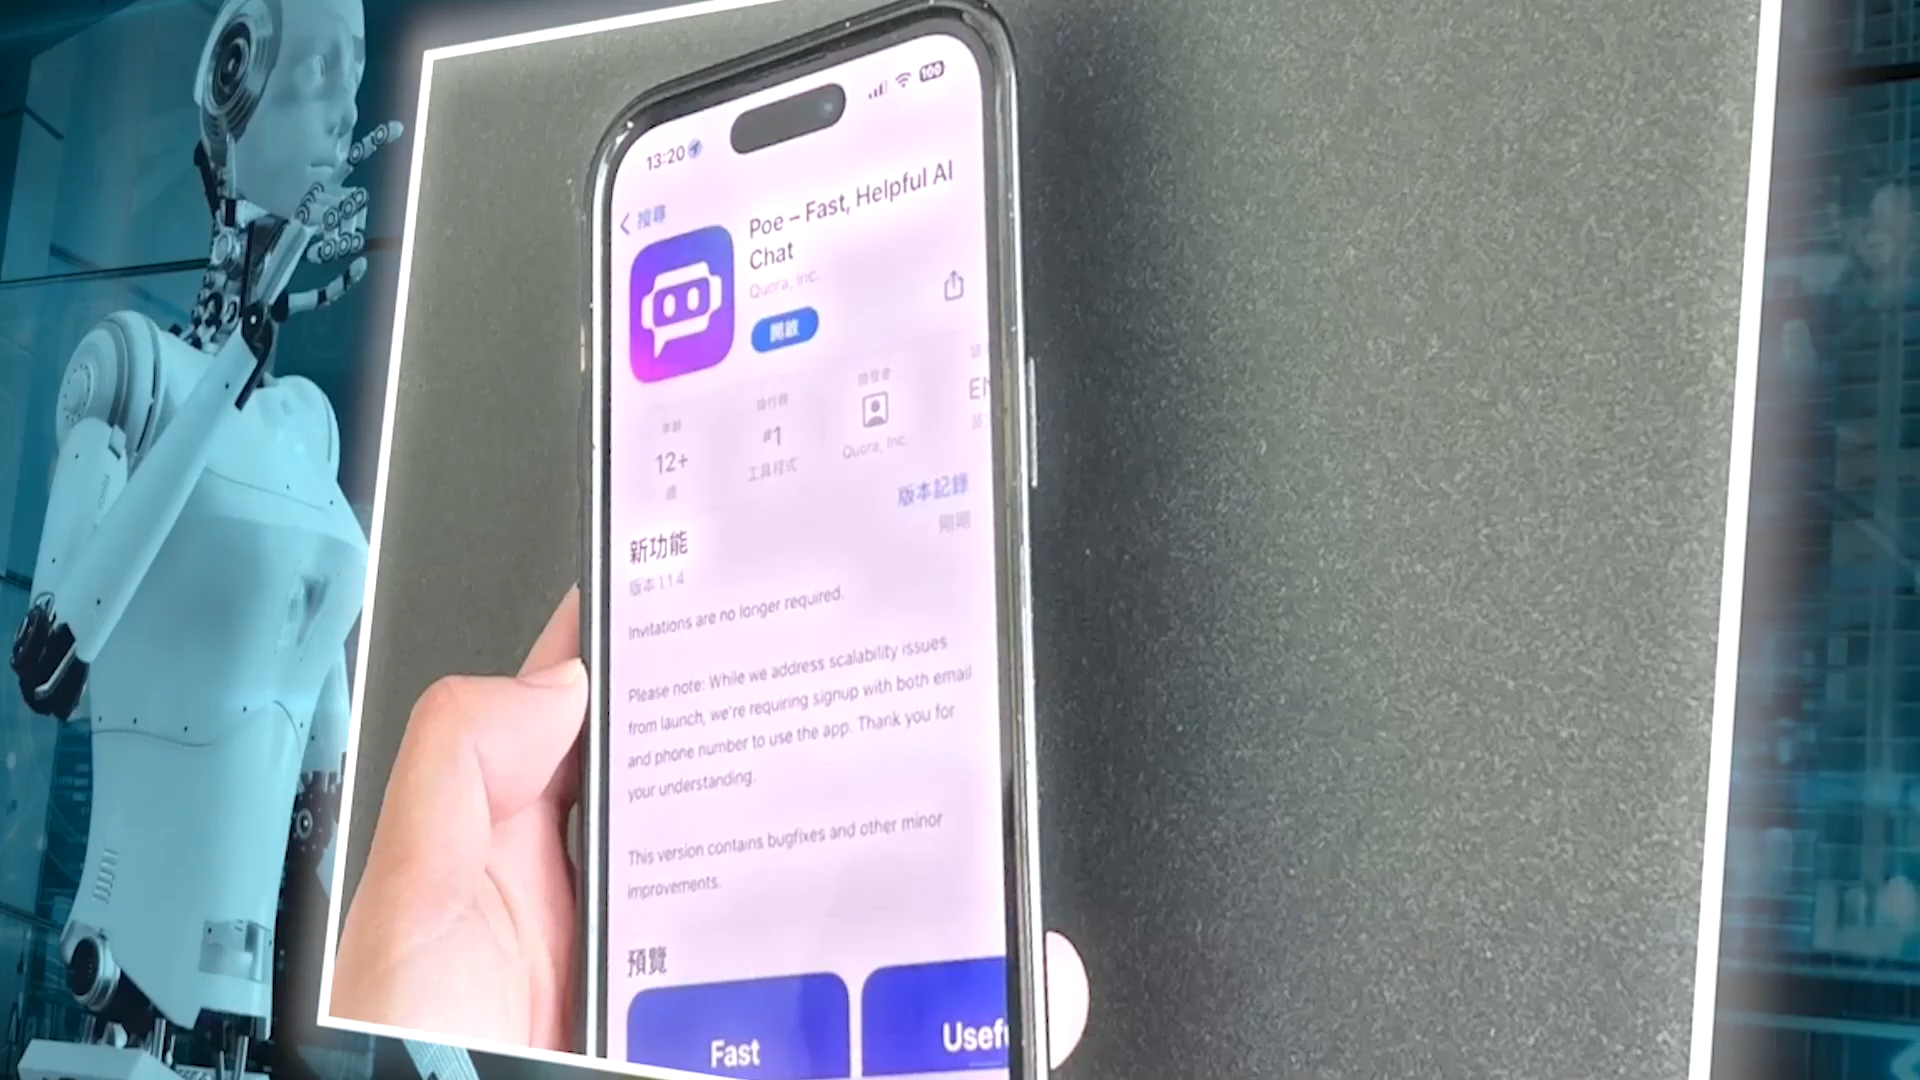 13:20
100
搜尋
Poe – Fast, Helpful AI
Chat
Quora, Inc.
開啟
年齡
12+
歲
排行榜
#1
工具程式
開發者
Quora, Inc.
EN
新功能
版本記錄
版本 1.1.4
剛剛
Invitations are no longer required.
Please note: While we address scalability issues
from launch, we're requiring signup with both email
and phone number to use the app. Thank you for
your understanding.
This version contains bugfixes and other minor
improvements.
預覽
Fast
Usefu